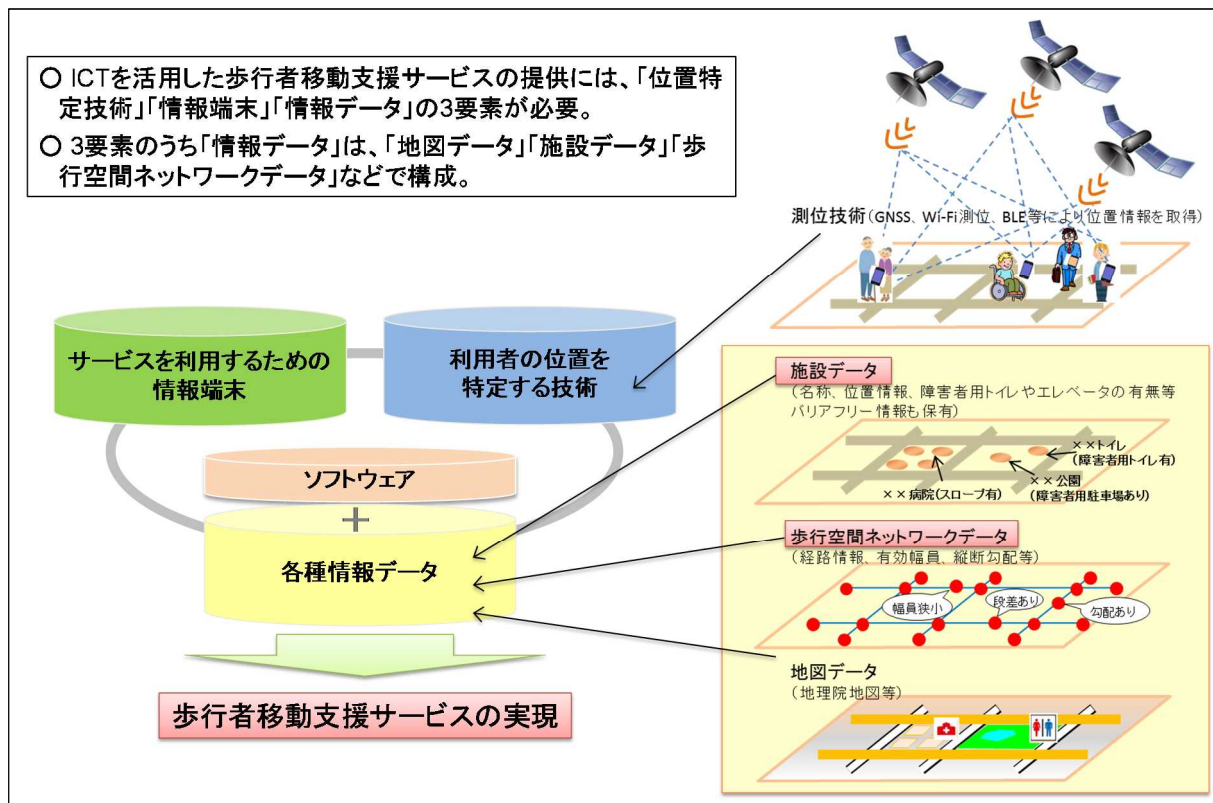 ○ ICTを活用した歩行者移動支援サービスの提供には、「位置特
定技術」「情報端末」「情報データ」の3要素が必要。
○ 3要素のうち「情報データ」は、「地図データ」「施設データ」「歩
行空間ネットワークデータ」などで構成。
測位技術(GNSS、Wi-Fi測位、BLE等により位置情報を取得)
サービスを利用するための
情報端末
利用者の位置を
特定する技術
ソフトウェア
+
各種情報データ
歩行者移動支援サービスの実現
施設データ
(名称、位置情報、障害者用トイレやエレベータの有無等
バリアフリー情報も保有)
××トイレ
(障害者用トイレ有)
××病院(スロープ有)
××公園
(障害者用駐車場あり)
歩行空間ネットワークデータ
(経路情報、有効幅員、縦断勾配等)
幅員狭小
段差あり
勾配あり
地図データ
(地理院地図等)